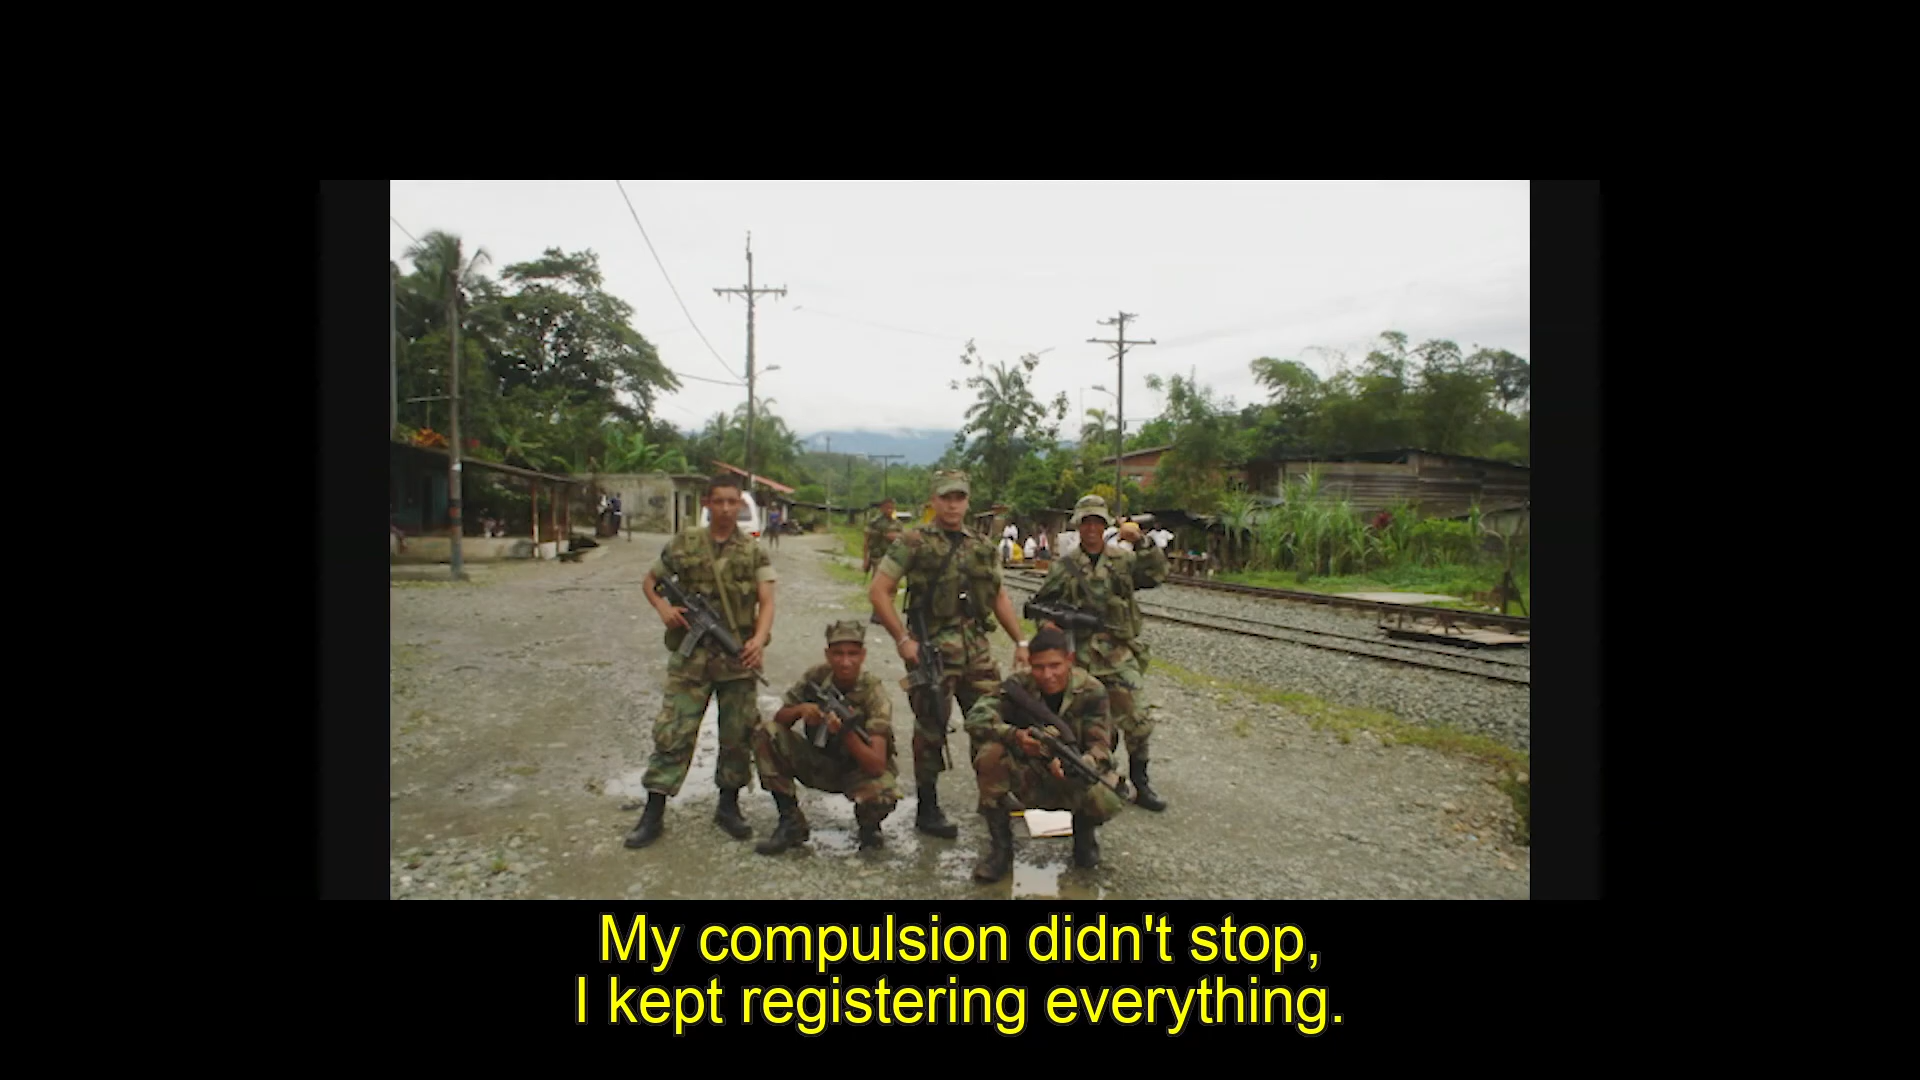 My compulsion didn't stop,
I kept registering everything.